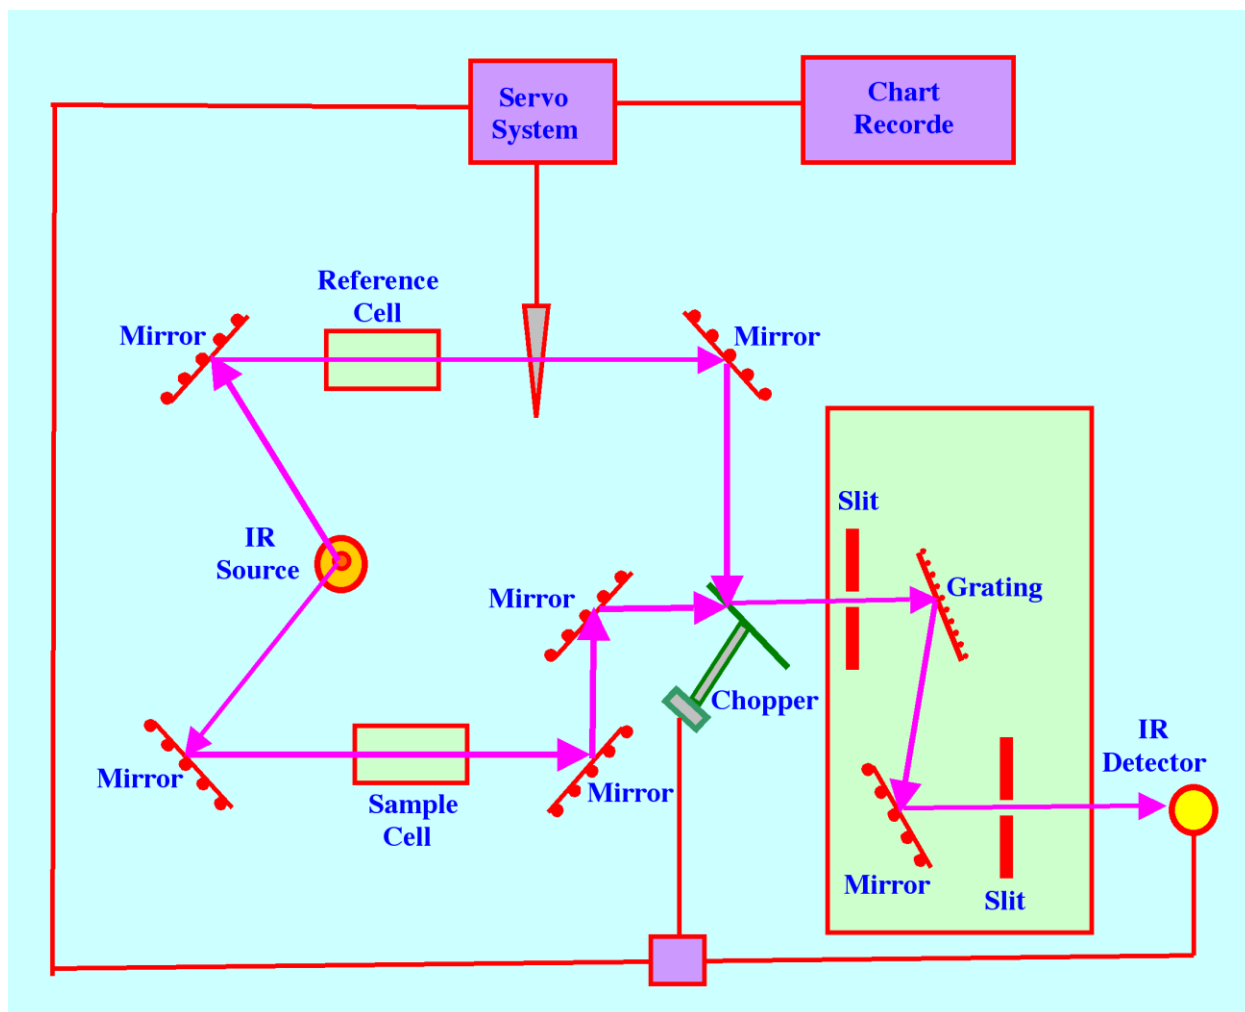 Servo
System
Chart
Recorde
Reference
Cell
Mirror
Mirror
Slit
IR
Source
Mirror
Grating
Chopper
IR
Detector
Mirror
Mirror
Sample
Cell
Mirror
Slit